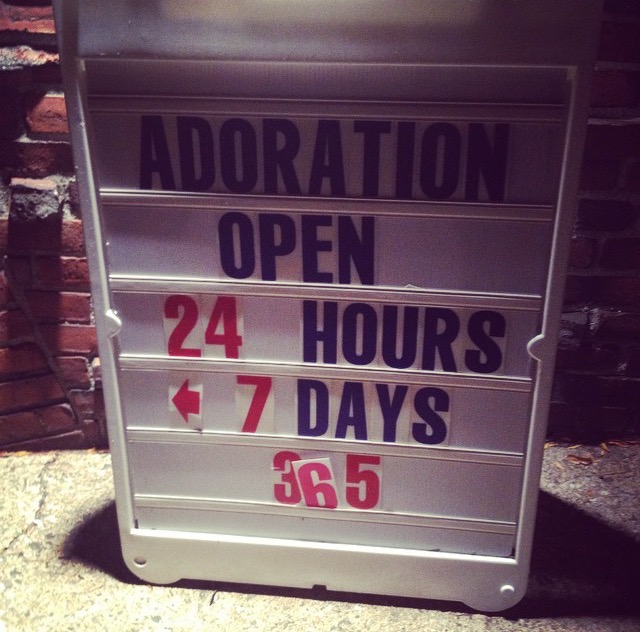 ADORATION
OPEN
24 HOURS
← 7 DAYS
365